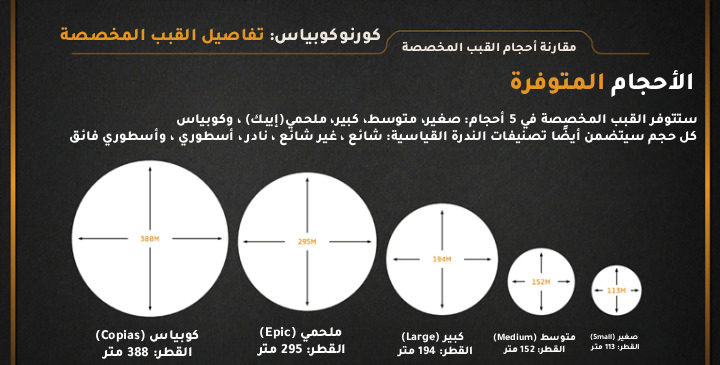 كورنوكوبياس: تفاصيل القبب المخصصة
مقارنة أحجام القبب المخصصة
الأحجام المتوفرة
ستتوفر القبب المخصصة في 5 أحجام: صغير، متوسط، كبير، ملحمي(إيبك) ، وكوبياس
كل حجم سيتضمن أيضًا تصنيفات الندرة القياسية: شائع ، غير شائع ، نادر ، أسطوري ، وأسطوري فائق
113M
152M
194M
295M
380M
صغير (Small)
القطر: 113 متر
متوسط (Medium)
القطر: 152 متر
كبير (Large)
القطر: 194 متر
ملحمي (Epic)
القطر: 295 متر
كوبياس (Copias)
القطر: 388 متر